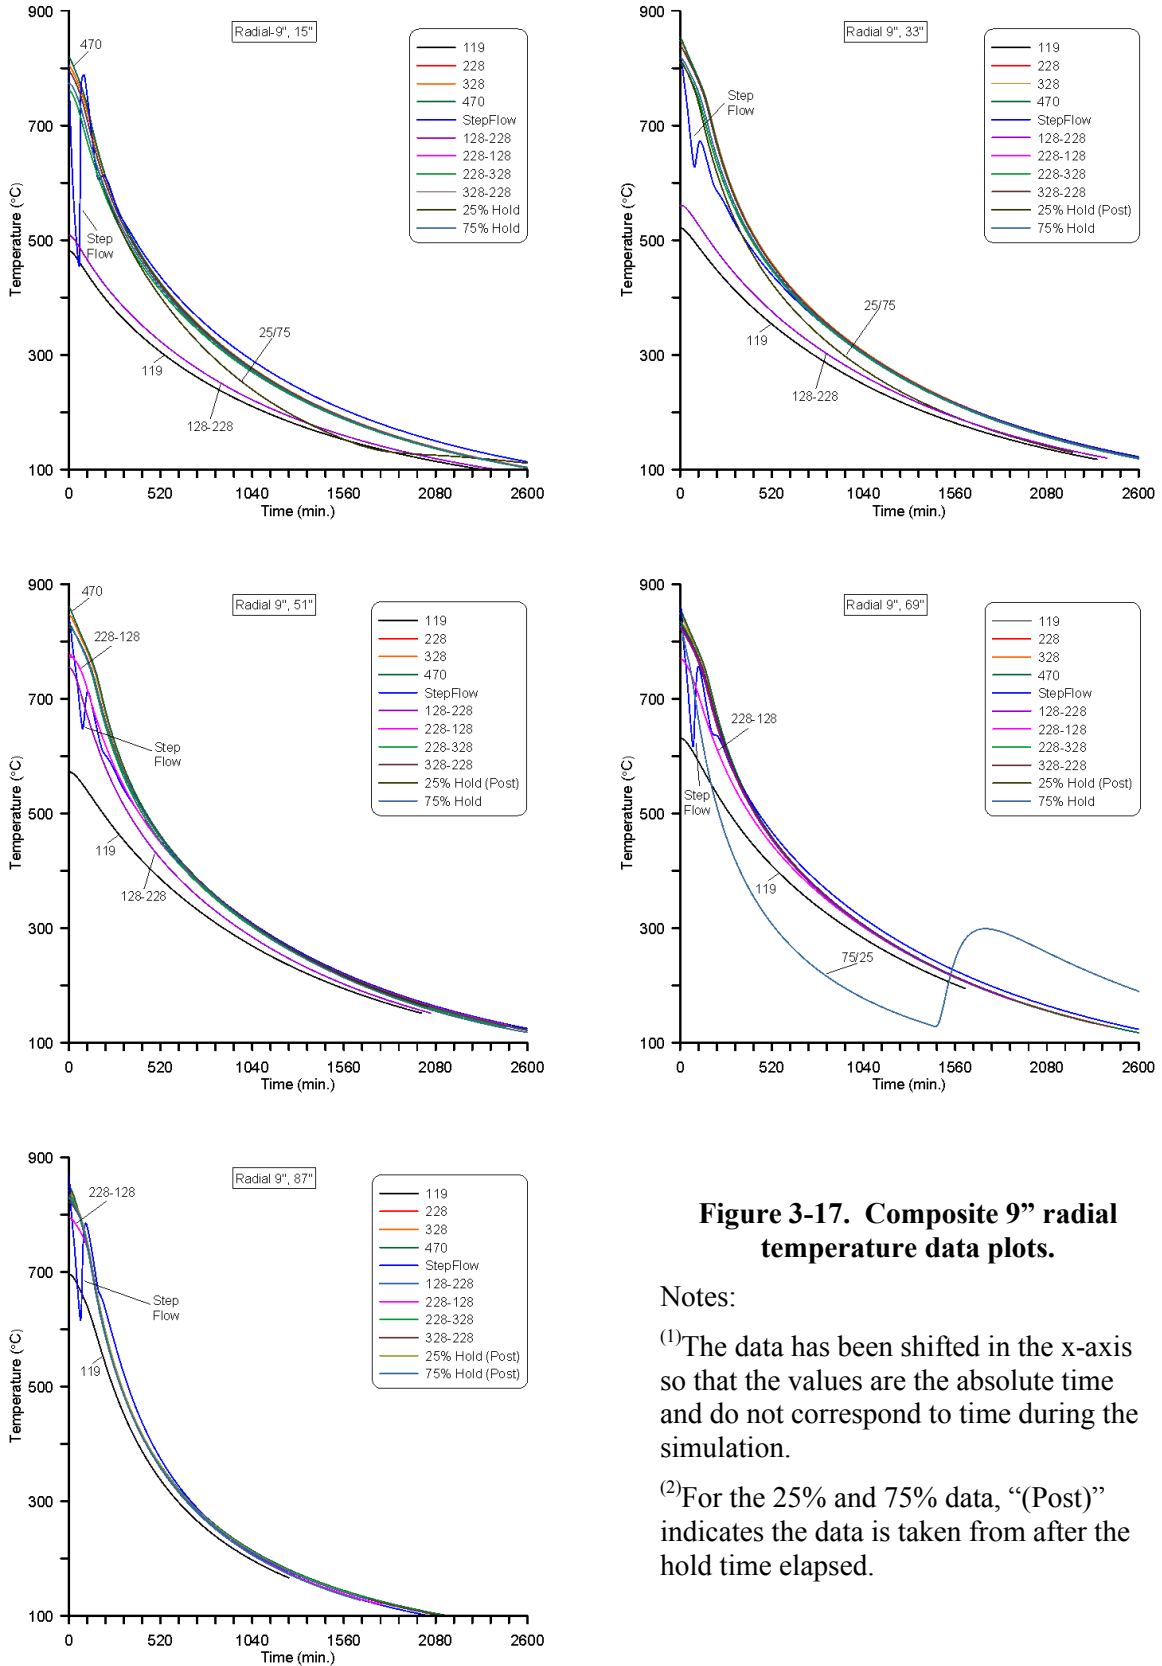 Radial-9", 15"
900
700
500
300
100
Temperature (°C)
0 520 1040 1560 2080 2600
Time (min.)
470
Step
Flow
25/75
119
128-228
119
228
328
470
StepFlow
128-228
228-128
228-328
328-228
25% Hold
75% Hold
Radial 9", 33"
900
700
500
300
100
Temperature (°C)
0 520 1040 1560 2080 2600
Time (min.)
Step
Flow
25/75
119
128-228
119
228
328
470
StepFlow
128-228
228-128
228-328
328-228
25% Hold (Post)
75% Hold
Radial 9", 51"
900
700
500
300
100
Temperature (°C)
0 520 1040 1560 2080 2600
Time (min.)
470
228-128
Step
Flow
119
128-228
119
228
328
470
StepFlow
128-228
228-128
228-328
328-228
25% Hold (Post)
75% Hold
Radial 9", 69"
900
700
500
300
100
Temperature (°C)
0 520 1040 1560 2080 2600
Time (min.)
228-128
Step
Flow
119
75/25
119
228
328
470
StepFlow
128-228
228-128
228-328
328-228
25% Hold (Post)
75% Hold
Radial 9", 87"
900
700
500
300
100
Temperature (°C)
0 520 1040 1560 2080 2600
Time (min.)
228-128
Step
Flow
119
119
228
328
470
StepFlow
128-228
228-128
228-328
328-228
25% Hold (Post)
75% Hold (Post)
Figure 3-17. Composite 9” radial
temperature data plots.
Notes:
(1)The data has been shifted in the x-axis
so that the values are the absolute time
and do not correspond to time during the
simulation.
(2)For the 25% and 75% data, “(Post)”
indicates the data is taken from after the
hold time elapsed.